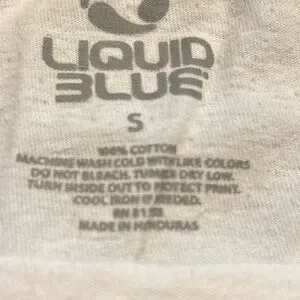 LIQUID
BLUE
S
100% COTTON
MACHINE WASH COLD WITH LIKE COLORS
DO NOT BLEACH. TUMBLE DRY LOW.
TURN INSIDE OUT TO PROTECT PRINT.
COOL IRON IF NEEDED.
RN
MADE IN HONDURAS